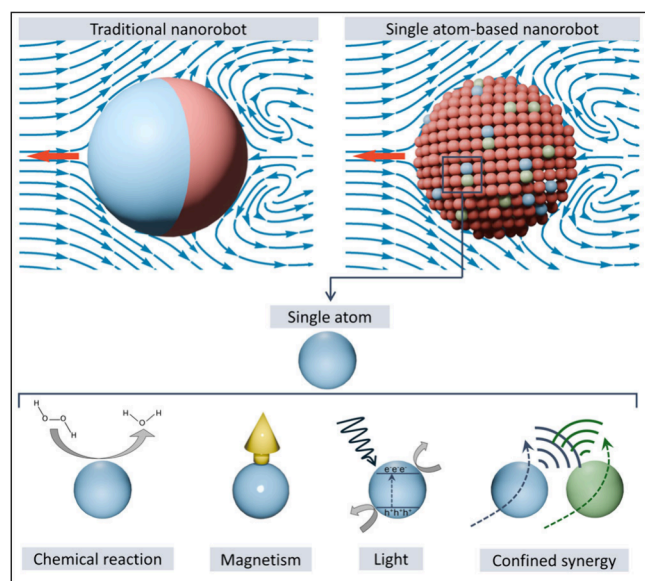 Traditional nanorobot
Single atom-based nanorobot
Single atom
H
O—O
H
H O H
e⁻e⁻e⁻
h⁺h⁺h⁺
Chemical reaction
Magnetism
Light
Confined synergy